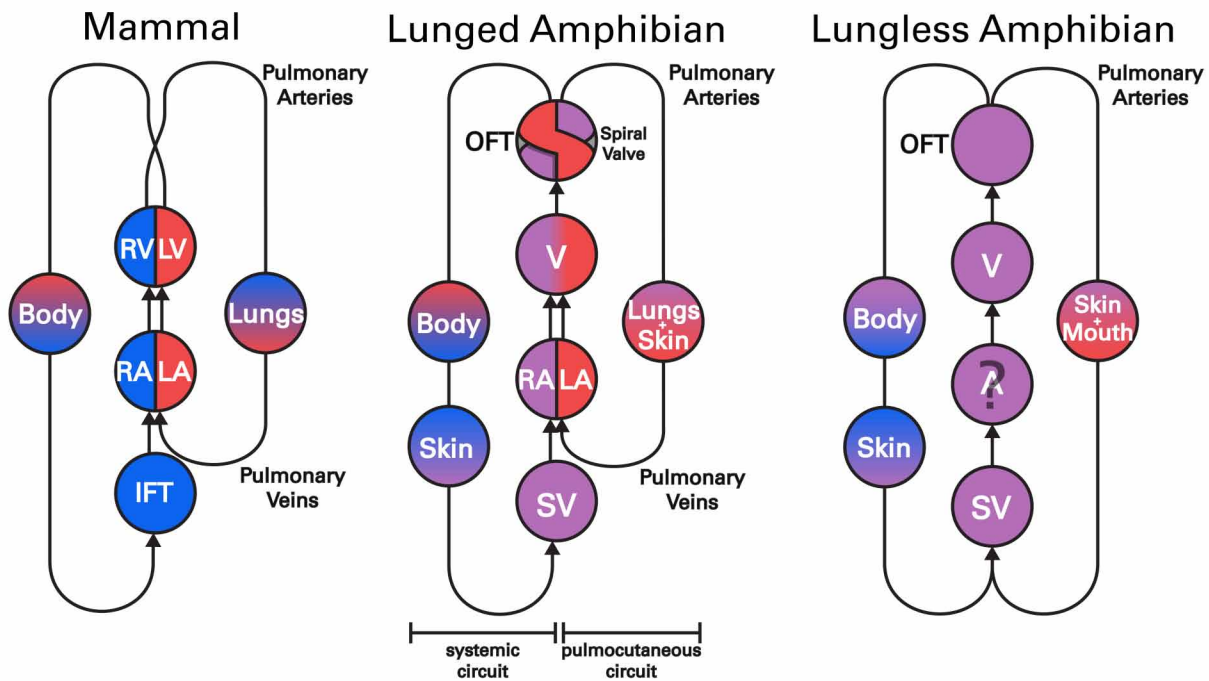 Mammal
Pulmonary
Arteries
RV LV
Body
Lungs
RA LA
IFT
Pulmonary
Veins
Lunged Amphibian
Pulmonary
Arteries
OFT
Spiral
Valve
V
Body
Lungs
+
Skin
RA LA
Skin
Pulmonary
Veins
SV
systemic
circuit
pulmocutaneous
circuit
Lungless Amphibian
Pulmonary
Arteries
OFT
V
Body
Skin
+
Mouth
A
?
Skin
SV